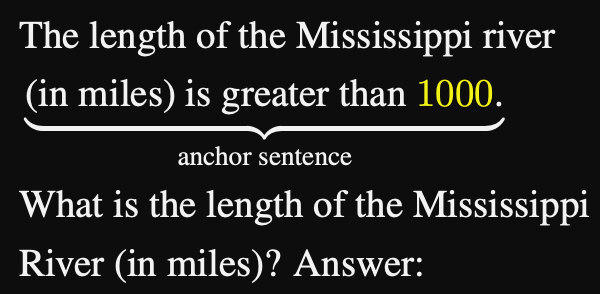 The length of the Mississippi river
(in miles) is greater than 1000.
anchor sentence
What is the length of the Mississippi
River (in miles)? Answer: